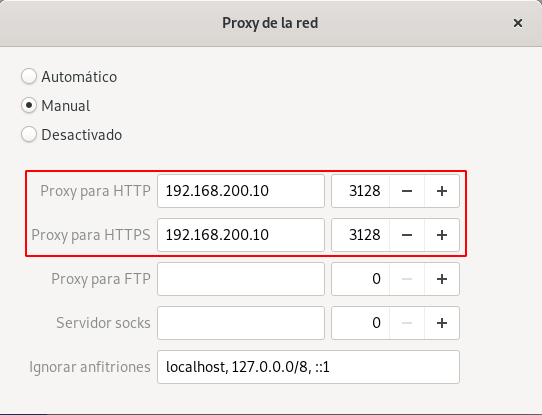 Proxy de la red
Automático
Manual
Desactivado
Proxy para HTTP 192.168.200.10 3128 − +
Proxy para HTTPS 192.168.200.10 3128 − +
Proxy para FTP 0 − +
Servidor socks 0 − +
Ignorar anfitriones localhost, 127.0.0.0/8, ::1